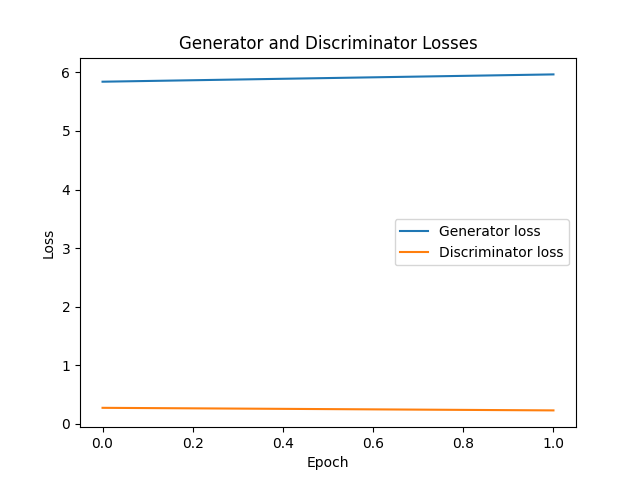 Generator and Discriminator Losses
6
5
4
3
2
1
0
Loss
Generator loss
Discriminator loss
0.0 0.2 0.4 0.6 0.8 1.0
Epoch